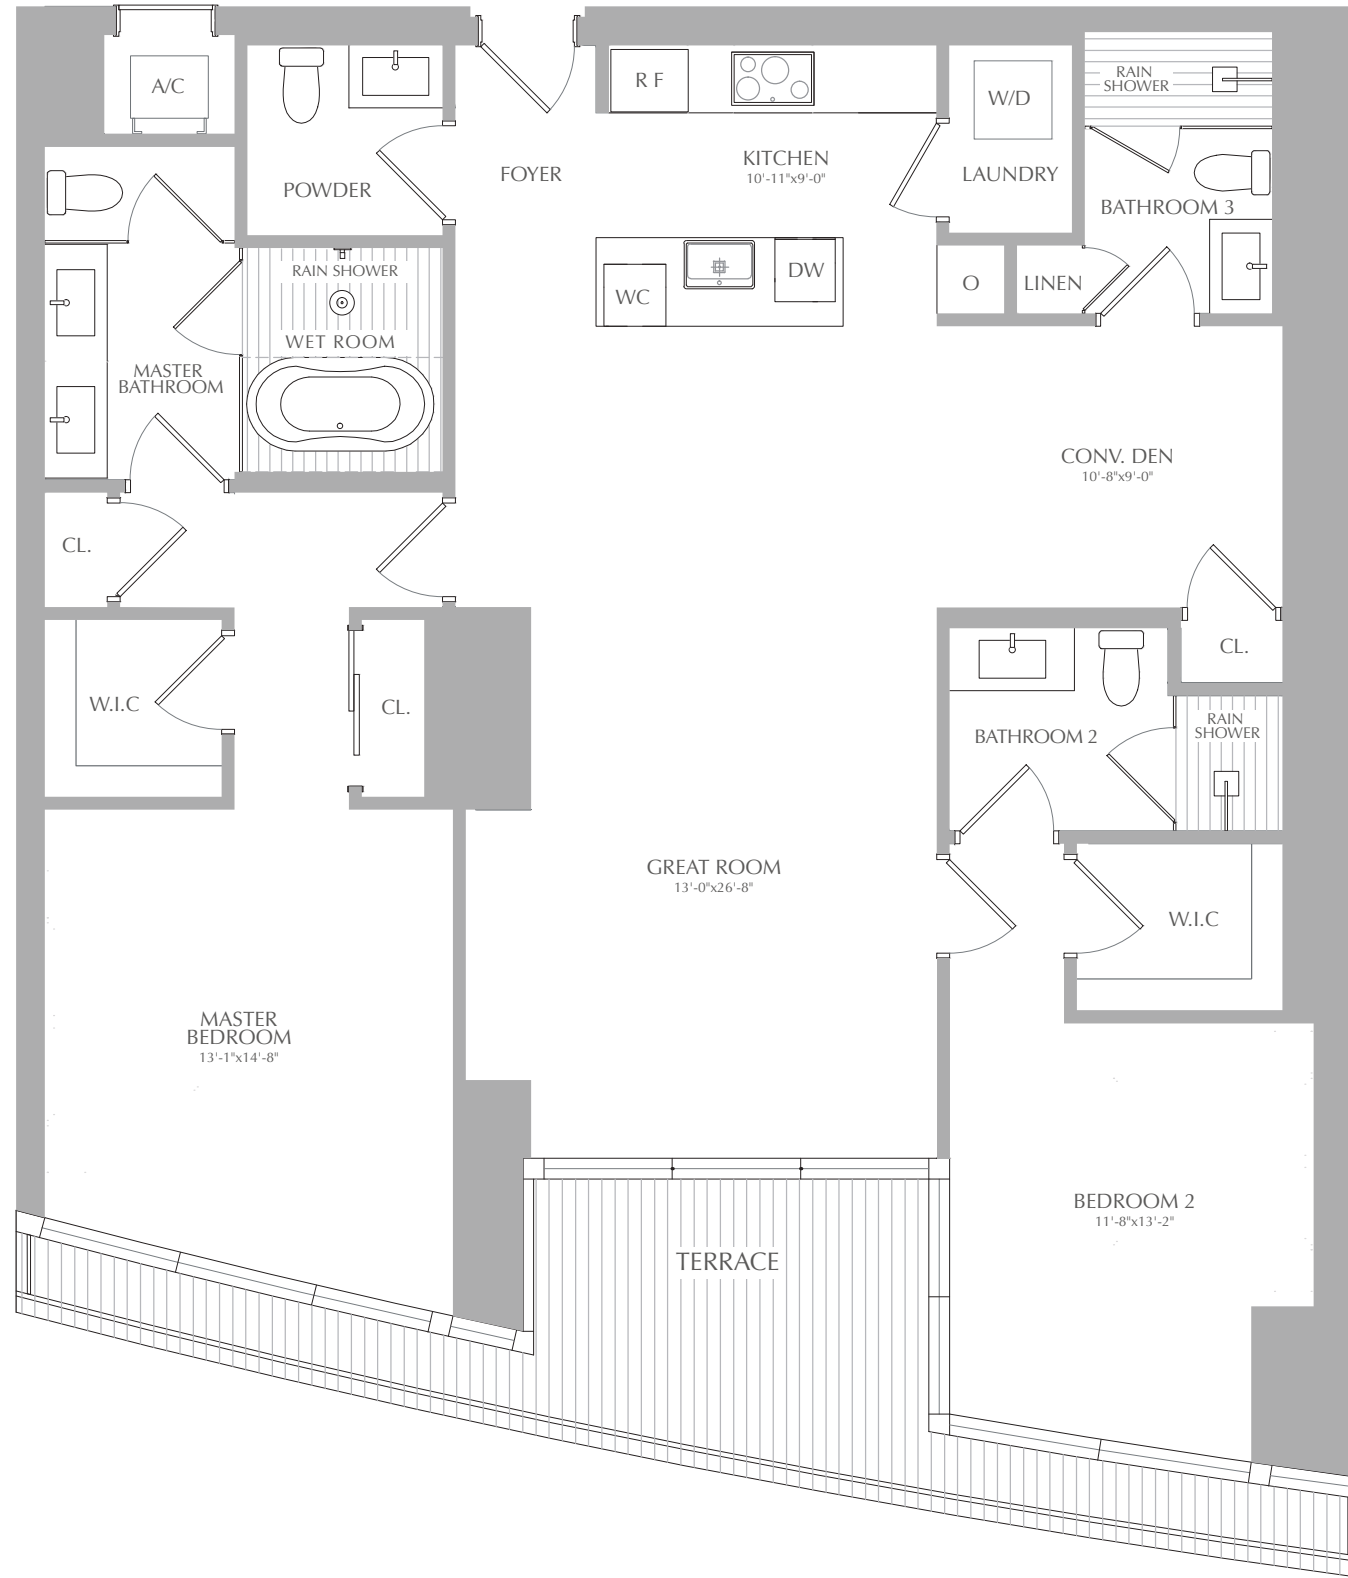 A/C
R F
W/D
RAIN
SHOWER
KITCHEN
10'-11"x9'-0"
FOYER
LAUNDRY
POWDER
BATHROOM 3
RAIN SHOWER
WET ROOM
WC
DW
O
LINEN
MASTER
BATHROOM
CONV. DEN
10'-8"x9'-0"
CL.
CL.
W.I.C
CL.
BATHROOM 2
RAIN
SHOWER
GREAT ROOM
13'-0"x26'-8"
W.I.C
MASTER
BEDROOM
13'-1"x14'-8"
BEDROOM 2
11'-8"x13'-2"
TERRACE